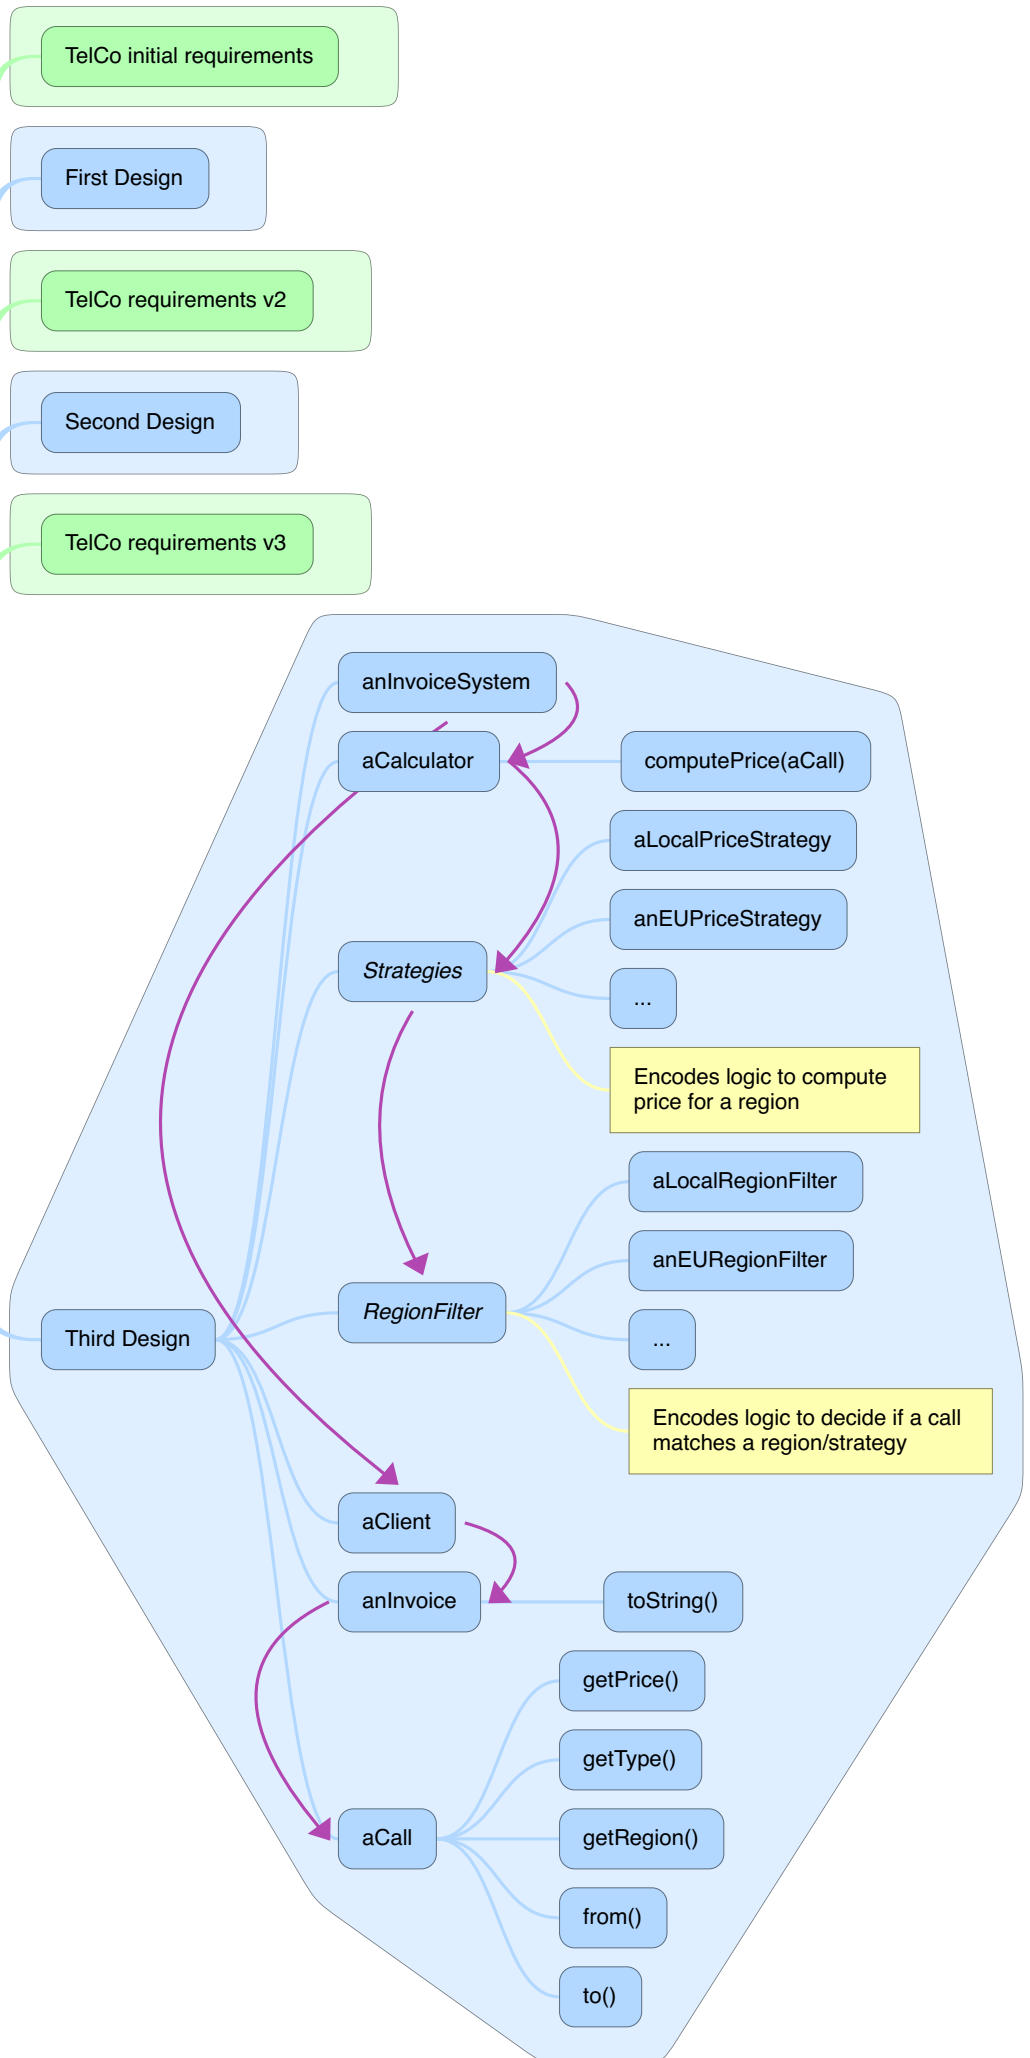 TelCo initial requirements
First Design
TelCo requirements v2
Second Design
TelCo requirements v3
anInvoiceSystem
aCalculator
computePrice(aCall)
aLocalPriceStrategy
anEUPriceStrategy
Strategies
...
Encodes logic to compute
price for a region
aLocalRegionFilter
anEURegionFilter
RegionFilter
Third Design
...
Encodes logic to decide if a call
matches a region/strategy
aClient
anInvoice
toString()
getPrice()
getType()
aCall
getRegion()
from()
to()